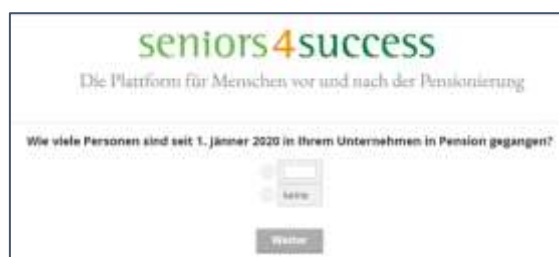 seniors4success
Die Plattform für Menschen vor und nach der Pensionierung
Wie viele Personen sind seit 1. Jänner 2020 in Ihrem Unternehmen in Pension gegangen?
keine
Weiter